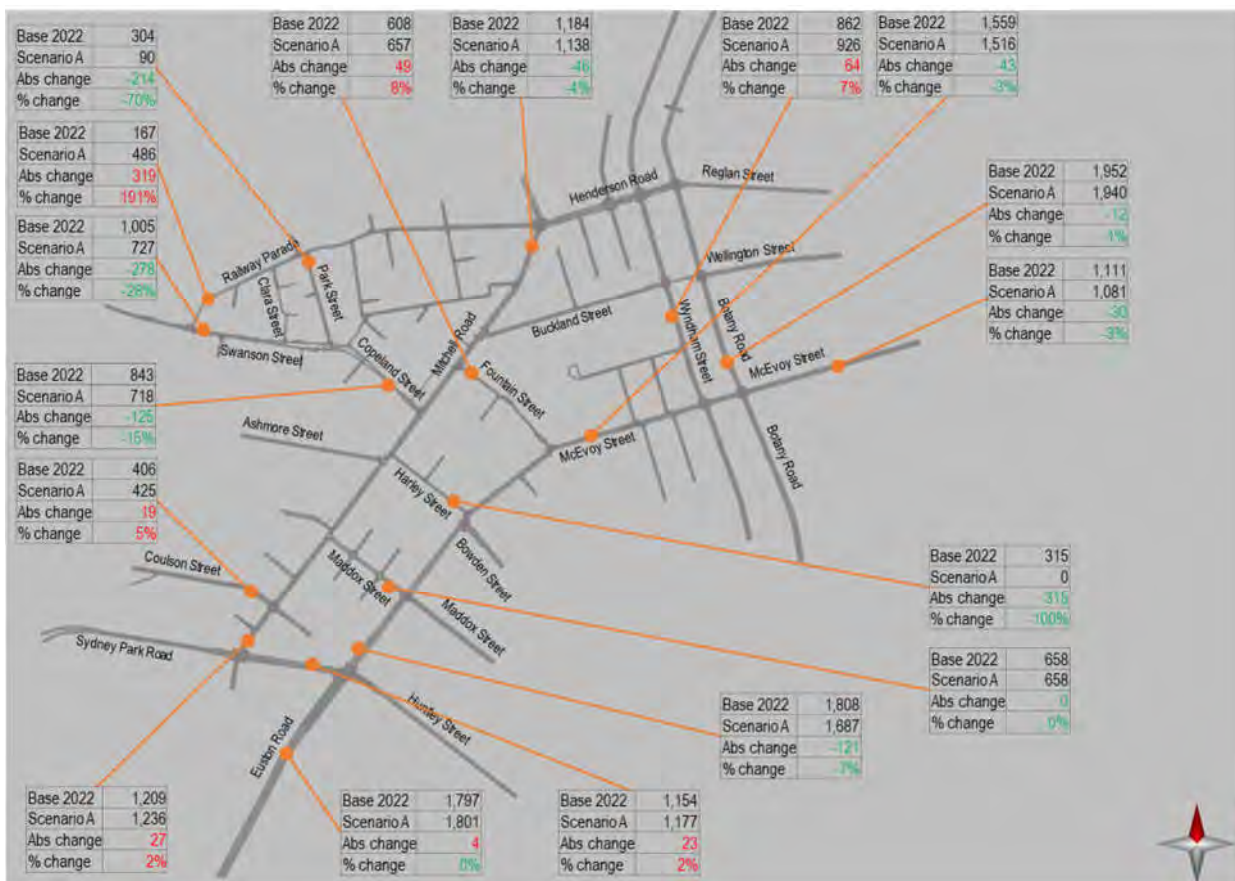 Base 2022 304
Scenario A 90
Abs change -214
% change -70%
Base 2022 608
Scenario A 657
Abs change 49
% change 8%
Base 2022 1,184
Scenario A 1,138
Abs change -46
% change -4%
Base 2022 862
Scenario A 926
Abs change 64
% change 7%
Base 2022 1,559
Scenario A 1,516
Abs change -43
% change -3%
Base 2022 167
Scenario A 486
Abs change 319
% change 191%
Base 2022 1,952
Scenario A 1,940
Abs change -12
% change -1%
Base 2022 1,005
Scenario A 727
Abs change -278
% change -28%
Base 2022 1,111
Scenario A 1,081
Abs change -30
% change -3%
Henderson Road
Reglan Street
Railway Parade
Park Street
Clara Street
Wellington Street
Swanson Street
Copeland Street
Mitchell Road
Buckland Street
Wyndham Street
Botany Road
McEvoy Street
Fountain Street
Base 2022 843
Scenario A 718
Abs change -125
% change -15%
Ashmore Street
McEvoy Street
Botany Road
Harley Street
Base 2022 406
Scenario A 425
Abs change 19
% change 5%
Bowden Street
Coulson Street
Maddox Street
Maddox Street
Base 2022 315
Scenario A 0
Abs change -315
% change -100%
Sydney Park Road
Huntley Street
Euston Road
Base 2022 658
Scenario A 658
Abs change 0
% change 0%
Base 2022 1,808
Scenario A 1,687
Abs change -121
% change -7%
Base 2022 1,209
Scenario A 1,236
Abs change 27
% change 2%
Base 2022 1,797
Scenario A 1,801
Abs change 4
% change 0%
Base 2022 1,154
Scenario A 1,177
Abs change 23
% change 2%